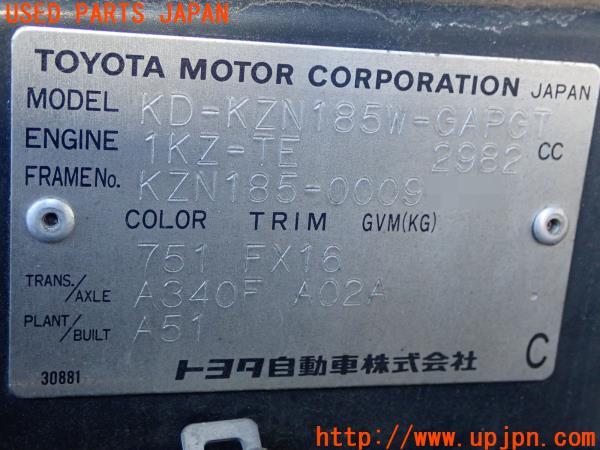 USED PARTS JAPAN
TOYOTA MOTOR CORPORATION JAPAN
MODEL KD-KZN185W-GAPGT
ENGINE 1KZ-TE 2982 CC
FRAME No. KZN185-0009
COLOR TRIM GVM(KG)
751 FX16
TRANS./AXLE A340F A02A
PLANT/BUILT A51
30881 トヨタ自動車株式会社 C
http://www.upjpn.com